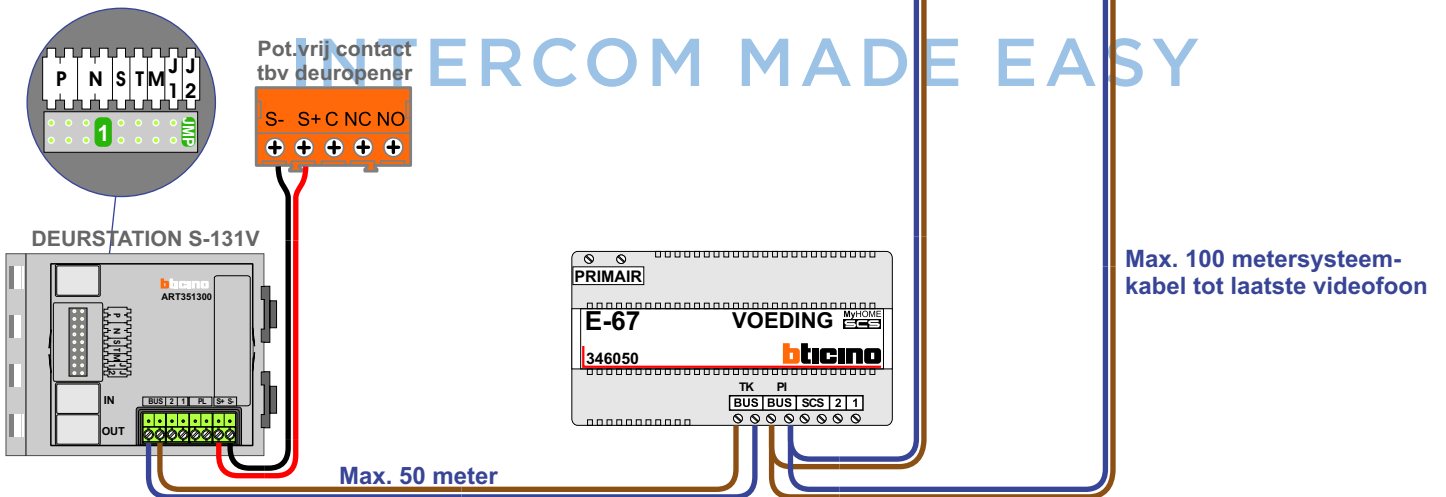 INTERCOM MADE EASY
P N S T M J1 J2
1 JMP
Pot.vrij contact
tbv deuropener
S- S+ C NC NO
DEURSTATION S-131V
bticino
ART351300
P N S T M J1 J2
IN
OUT
BUS 2 1 PL S+ S-
Max. 50 meter
PRIMAIR
E-67 VOEDING MyHOME SCS
346050 bticino
TK PI
BUS BUS SCS 2 1
Max. 100 metersysteem-
kabel tot laatste videofoon